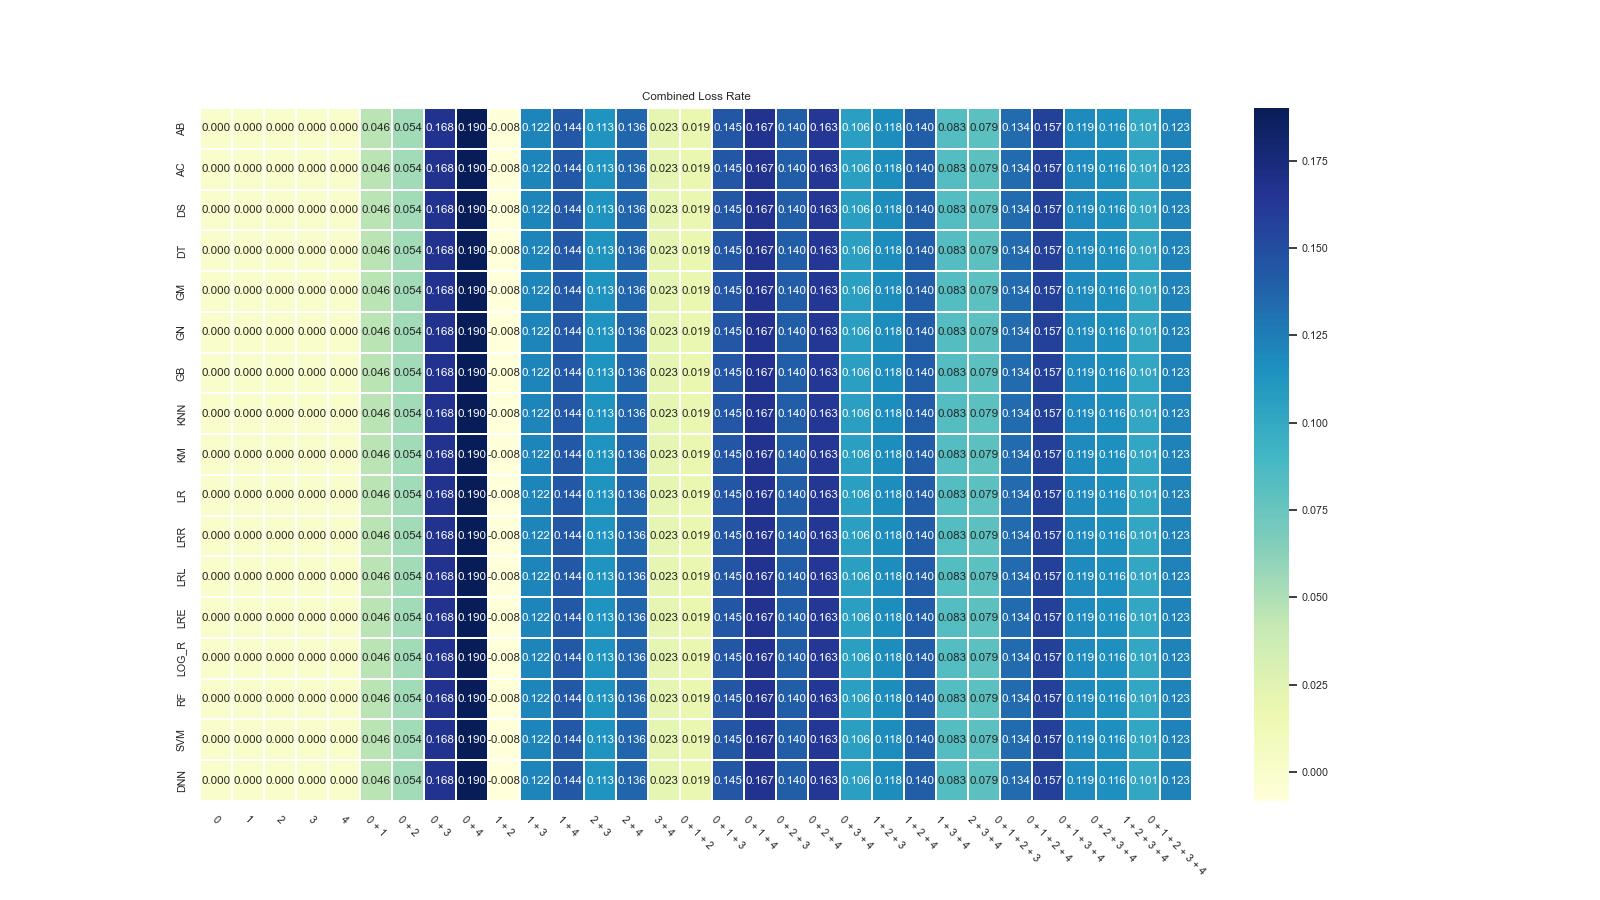 Combined Loss Rate
AB 0.000 0.000 0.000 0.000 0.000 0.046 0.054 0.168 0.190 -0.008 0.122 0.144 0.113 0.136 0.023 0.019 0.145 0.167 0.140 0.163 0.106 0.118 0.140 0.083 0.079 0.134 0.157 0.119 0.116 0.101 0.123
AC 0.000 0.000 0.000 0.000 0.000 0.046 0.054 0.168 0.190 -0.008 0.122 0.144 0.113 0.136 0.023 0.019 0.145 0.167 0.140 0.163 0.106 0.118 0.140 0.083 0.079 0.134 0.157 0.119 0.116 0.101 0.123
DS 0.000 0.000 0.000 0.000 0.000 0.046 0.054 0.168 0.190 -0.008 0.122 0.144 0.113 0.136 0.023 0.019 0.145 0.167 0.140 0.163 0.106 0.118 0.140 0.083 0.079 0.134 0.157 0.119 0.116 0.101 0.123
DT 0.000 0.000 0.000 0.000 0.000 0.046 0.054 0.168 0.190 -0.008 0.122 0.144 0.113 0.136 0.023 0.019 0.145 0.167 0.140 0.163 0.106 0.118 0.140 0.083 0.079 0.134 0.157 0.119 0.116 0.101 0.123
GM 0.000 0.000 0.000 0.000 0.000 0.046 0.054 0.168 0.190 -0.008 0.122 0.144 0.113 0.136 0.023 0.019 0.145 0.167 0.140 0.163 0.106 0.118 0.140 0.083 0.079 0.134 0.157 0.119 0.116 0.101 0.123
GN 0.000 0.000 0.000 0.000 0.000 0.046 0.054 0.168 0.190 -0.008 0.122 0.144 0.113 0.136 0.023 0.019 0.145 0.167 0.140 0.163 0.106 0.118 0.140 0.083 0.079 0.134 0.157 0.119 0.116 0.101 0.123
GB 0.000 0.000 0.000 0.000 0.000 0.046 0.054 0.168 0.190 -0.008 0.122 0.144 0.113 0.136 0.023 0.019 0.145 0.167 0.140 0.163 0.106 0.118 0.140 0.083 0.079 0.134 0.157 0.119 0.116 0.101 0.123
KNN 0.000 0.000 0.000 0.000 0.000 0.046 0.054 0.168 0.190 -0.008 0.122 0.144 0.113 0.136 0.023 0.019 0.145 0.167 0.140 0.163 0.106 0.118 0.140 0.083 0.079 0.134 0.157 0.119 0.116 0.101 0.123
KM 0.000 0.000 0.000 0.000 0.000 0.046 0.054 0.168 0.190 -0.008 0.122 0.144 0.113 0.136 0.023 0.019 0.145 0.167 0.140 0.163 0.106 0.118 0.140 0.083 0.079 0.134 0.157 0.119 0.116 0.101 0.123
LR 0.000 0.000 0.000 0.000 0.000 0.046 0.054 0.168 0.190 -0.008 0.122 0.144 0.113 0.136 0.023 0.019 0.145 0.167 0.140 0.163 0.106 0.118 0.140 0.083 0.079 0.134 0.157 0.119 0.116 0.101 0.123
LRR 0.000 0.000 0.000 0.000 0.000 0.046 0.054 0.168 0.190 -0.008 0.122 0.144 0.113 0.136 0.023 0.019 0.145 0.167 0.140 0.163 0.106 0.118 0.140 0.083 0.079 0.134 0.157 0.119 0.116 0.101 0.123
LRL 0.000 0.000 0.000 0.000 0.000 0.046 0.054 0.168 0.190 -0.008 0.122 0.144 0.113 0.136 0.023 0.019 0.145 0.167 0.140 0.163 0.106 0.118 0.140 0.083 0.079 0.134 0.157 0.119 0.116 0.101 0.123
LRE 0.000 0.000 0.000 0.000 0.000 0.046 0.054 0.168 0.190 -0.008 0.122 0.144 0.113 0.136 0.023 0.019 0.145 0.167 0.140 0.163 0.106 0.118 0.140 0.083 0.079 0.134 0.157 0.119 0.116 0.101 0.123
LOG_R 0.000 0.000 0.000 0.000 0.000 0.046 0.054 0.168 0.190 -0.008 0.122 0.144 0.113 0.136 0.023 0.019 0.145 0.167 0.140 0.163 0.106 0.118 0.140 0.083 0.079 0.134 0.157 0.119 0.116 0.101 0.123
RF 0.000 0.000 0.000 0.000 0.000 0.046 0.054 0.168 0.190 -0.008 0.122 0.144 0.113 0.136 0.023 0.019 0.145 0.167 0.140 0.163 0.106 0.118 0.140 0.083 0.079 0.134 0.157 0.119 0.116 0.101 0.123
SVM 0.000 0.000 0.000 0.000 0.000 0.046 0.054 0.168 0.190 -0.008 0.122 0.144 0.113 0.136 0.023 0.019 0.145 0.167 0.140 0.163 0.106 0.118 0.140 0.083 0.079 0.134 0.157 0.119 0.116 0.101 0.123
DNN 0.000 0.000 0.000 0.000 0.000 0.046 0.054 0.168 0.190 -0.008 0.122 0.144 0.113 0.136 0.023 0.019 0.145 0.167 0.140 0.163 0.106 0.118 0.140 0.083 0.079 0.134 0.157 0.119 0.116 0.101 0.123
0
1
2
3
4
0 + 1
0 + 2
0 + 3
0 + 4
1 + 2
1 + 3
1 + 4
2 + 3
2 + 4
3 + 4
0 + 1 + 2
0 + 1 + 3
0 + 1 + 4
0 + 2 + 3
0 + 2 + 4
0 + 3 + 4
1 + 2 + 3
1 + 2 + 4
1 + 3 + 4
2 + 3 + 4
0 + 1 + 2 + 3
0 + 1 + 2 + 4
0 + 1 + 3 + 4
0 + 2 + 3 + 4
1 + 2 + 3 + 4
0 + 1 + 2 + 3 + 4
0.175
0.150
0.125
0.100
0.075
0.050
0.025
0.000